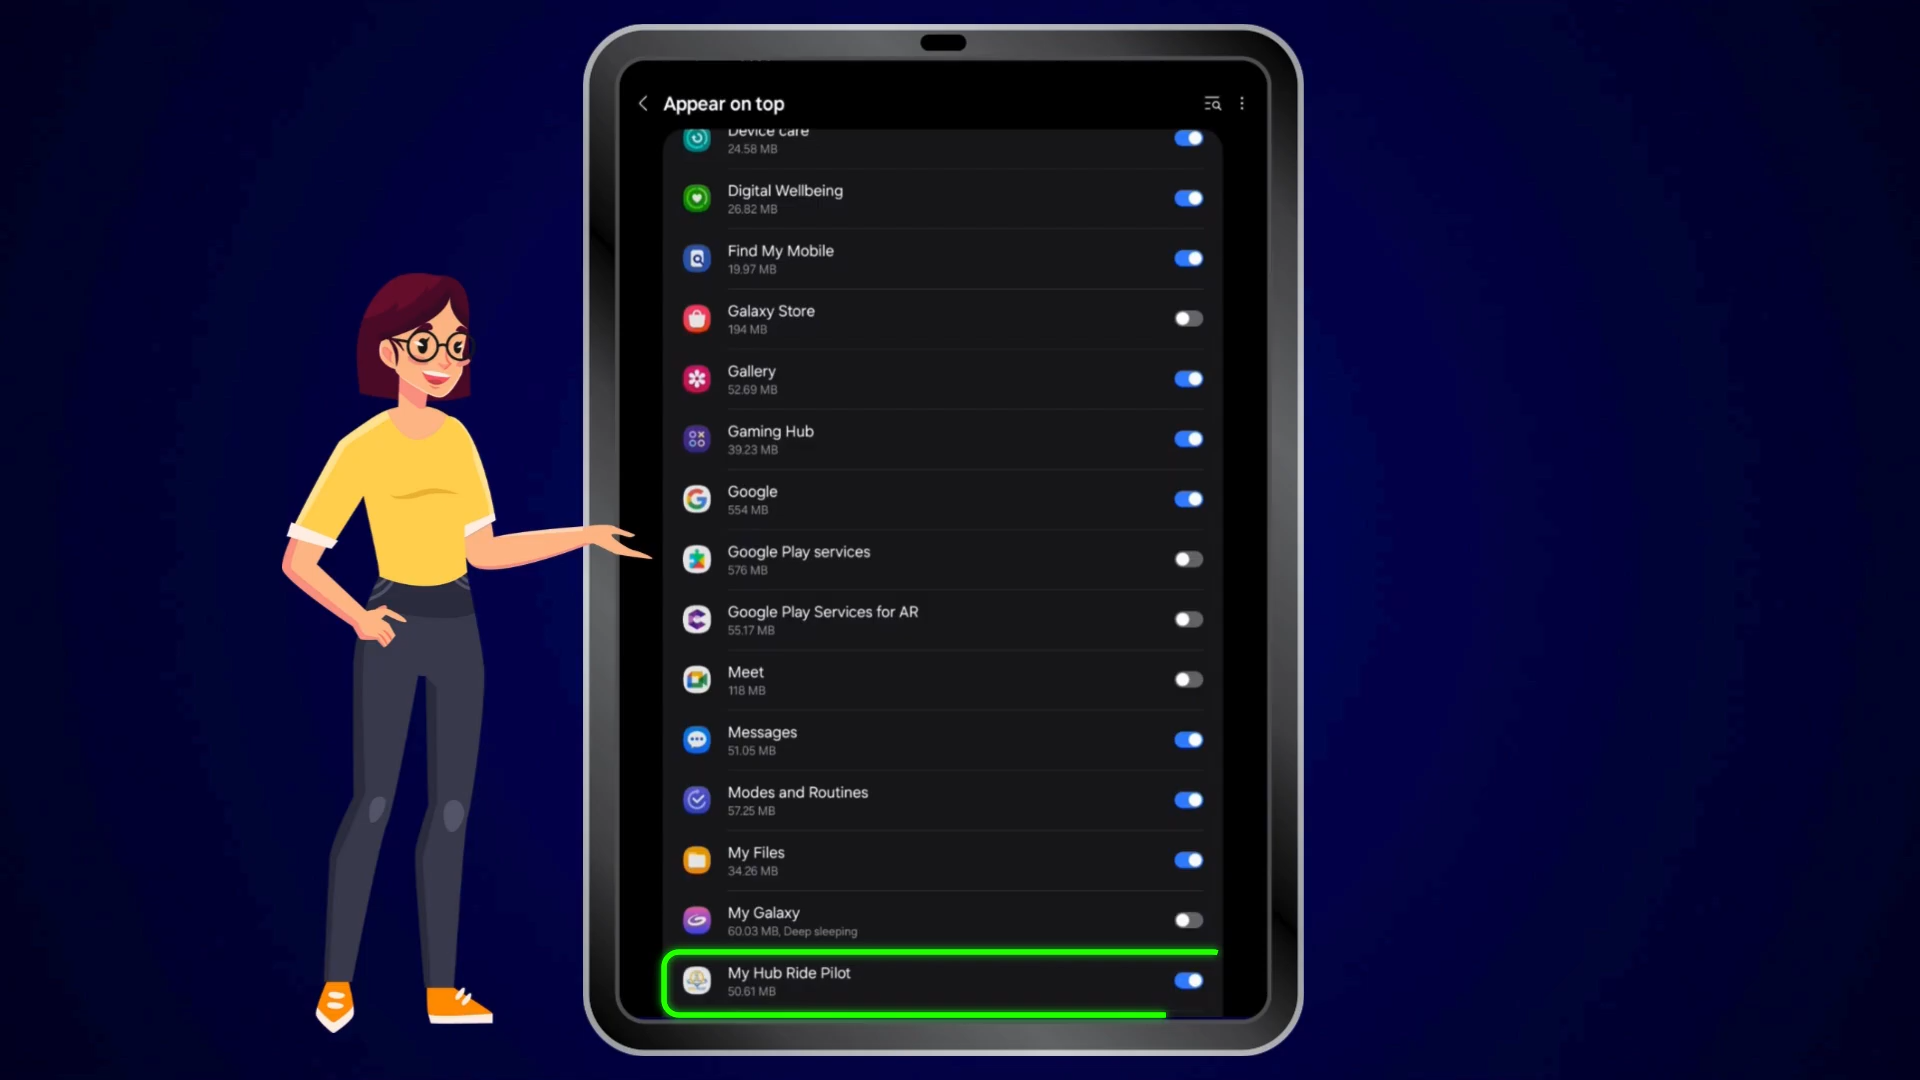 Appear on top
Device care
24.58 MB
Digital Wellbeing
26.82 MB
Find My Mobile
19.97 MB
Galaxy Store
194 MB
Gallery
52.69 MB
Gaming Hub
39.23 MB
Google
554 MB
Google Play services
576 MB
Google Play Services for AR
55.17 MB
Meet
118 MB
Messages
51.05 MB
Modes and Routines
57.25 MB
My Files
34.26 MB
My Galaxy
60.03 MB, Deep sleeping
My Hub Ride Pilot
50.61 MB